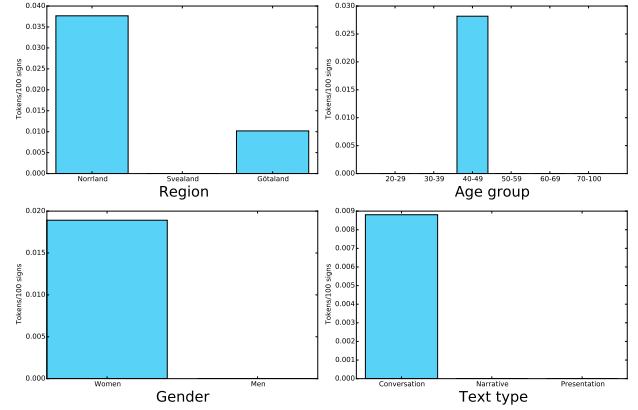 0.040
0.035
0.030
0.025
0.020
0.015
0.010
0.005
0.000
Tokens/100 signs
Norrland Svealand Götaland
Region
0.030
0.025
0.020
0.015
0.010
0.005
0.000
Tokens/100 signs
20-29 30-39 40-49 50-59 60-69 70-100
Age group
0.020
0.015
0.010
0.005
0.000
Tokens/100 signs
Women Men
Gender
0.009
0.008
0.007
0.006
0.005
0.004
0.003
0.002
0.001
0.000
Tokens/100 signs
Conversation Narrative Presentation
Text type